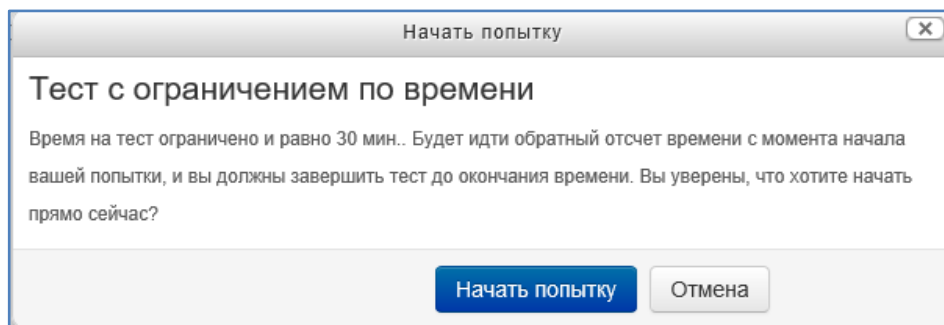 Начать попытку
Тест с ограничением по времени
Время на тест ограничено и равно 30 мин.. Будет идти обратный отсчет времени с момента начала
вашей попытки, и вы должны завершить тест до окончания времени. Вы уверены, что хотите начать
прямо сейчас?
Начать попытку Отмена